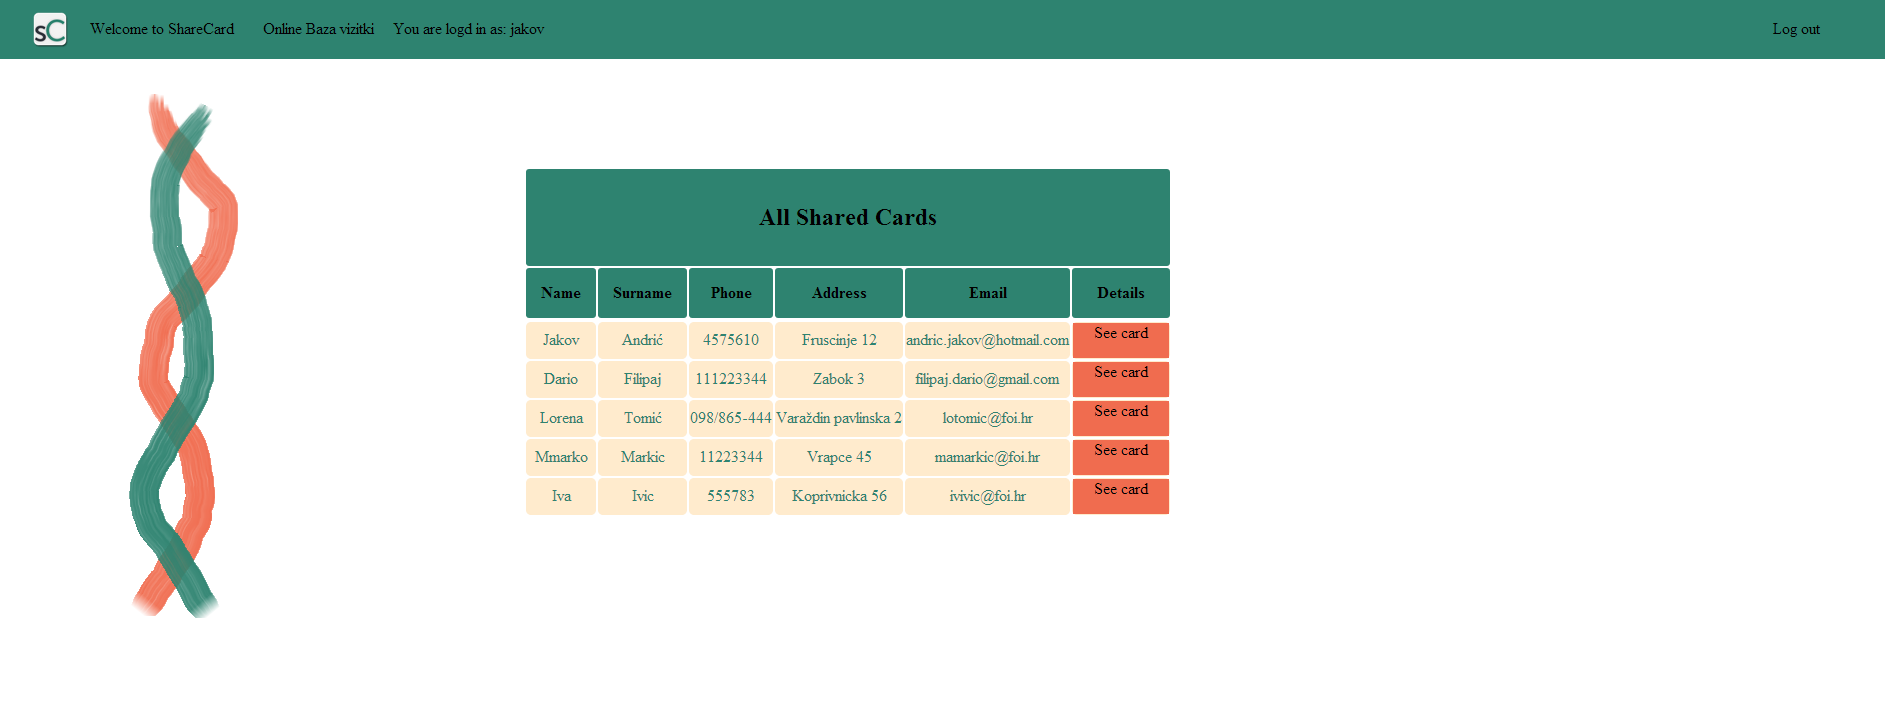 sC Welcome to ShareCard Online Baza vizitki You are logd in as: jakov Log out
All Shared Cards
Name Surname Phone Address Email Details
Jakov Andrić 4575610 Fruscinje 12 andric.jakov@hotmail.com See card
Dario Filipaj 111223344 Zabok 3 filipaj.dario@gmail.com See card
Lorena Tomić 098/865-444 Varaždin pavlinska 2 lotomic@foi.hr See card
Mmarko Markic 11223344 Vrapce 45 mamarkic@foi.hr See card
Iva Ivic 555783 Koprivnicka 56 ivivic@foi.hr See card